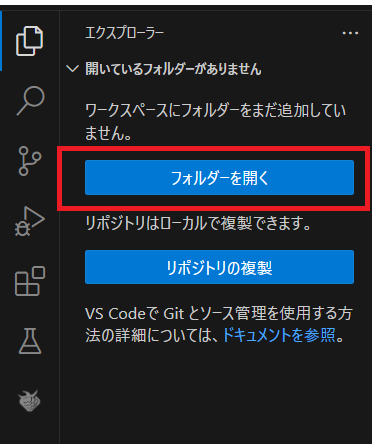 エクスプローラー
開いているフォルダーがありません
ワークスペースにフォルダーをまだ追加してい
ません。
フォルダーを開く
リポジトリはローカルで複製できます。
リポジトリの複製
VS Codeで Git とソース管理を使用する方
法の詳細については、ドキュメントを参照。